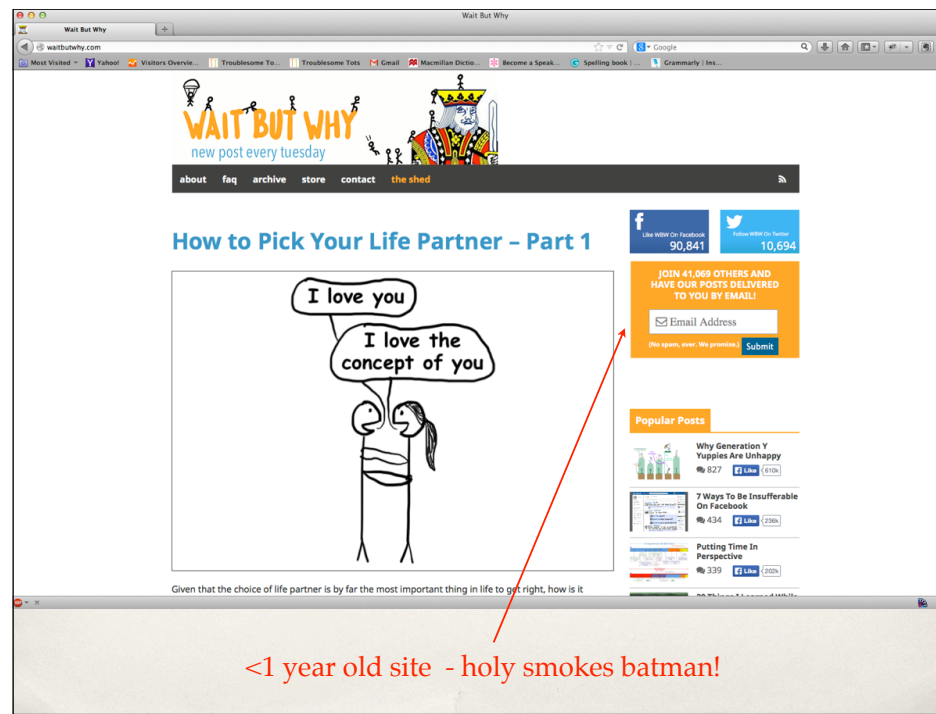 Wait But Why
Wait But Why
waitbutwhy.com
Google
Most Visited
Yahoo!
Visitors Overvie...
Troublesome To...
Troublesome Tots
Gmail
Macmillan Dictio...
Become a Speak...
Spelling book | ...
Grammarly | Ins...
WAIT BUT WHY
new post every tuesday
about faq archive store contact the shed
How to Pick Your Life Partner – Part 1
I love you
I love the
concept of you
Given that the choice of life partner is by far the most important thing in life to get right, how is it
Like WBW On Facebook
90,841
Follow WBW On Twitter
10,694
JOIN 41,069 OTHERS AND
HAVE OUR POSTS DELIVERED
TO YOU BY EMAIL!
Email Address
(No spam, ever. We promise.) Submit
Popular Posts
Why Generation Y
Yuppies Are Unhappy
827 Like 610k
7 Ways To Be Insufferable
On Facebook
434 Like 236k
Putting Time In
Perspective
339 Like 202k
<1 year old site - holy smokes batman!